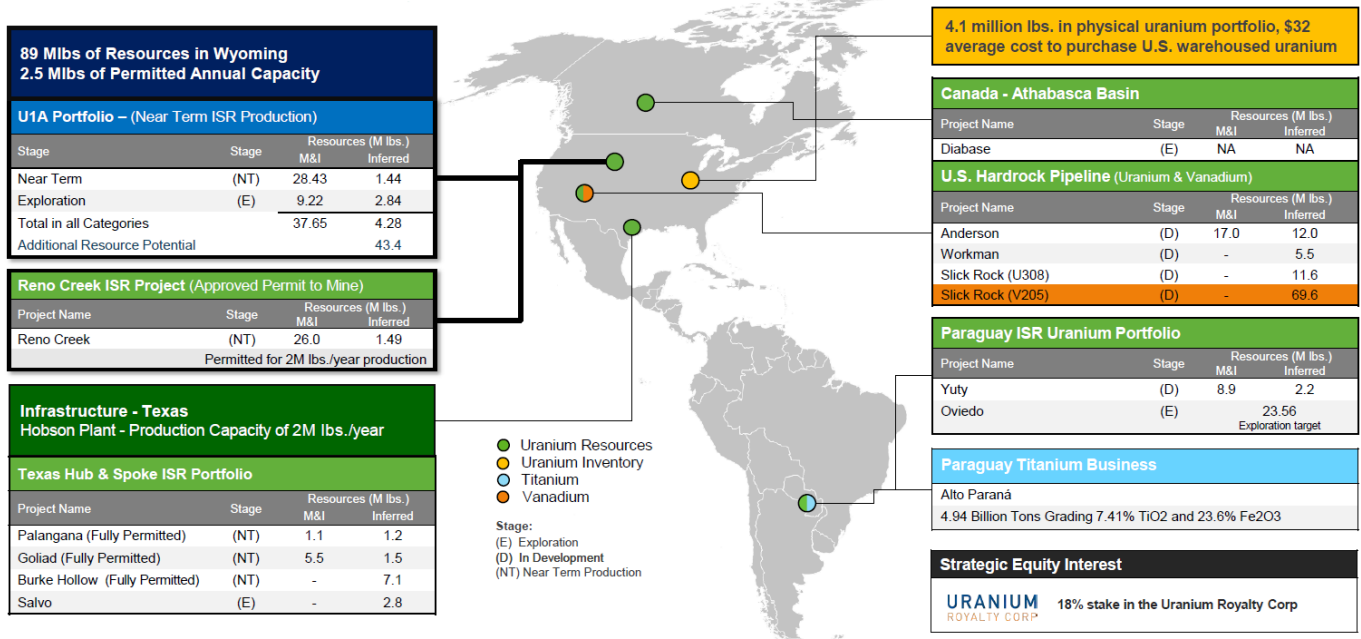 89 Mlbs of Resources in Wyoming
2.5 Mlbs of Permitted Annual Capacity
U1A Portfolio – (Near Term ISR Production)
Stage Stage Resources (M lbs.)
M&I Inferred
Near Term (NT) 28.43 1.44
Exploration (E) 9.22 2.84
Total in all Categories 37.65 4.28
Additional Resource Potential 43.4
Reno Creek ISR Project (Approved Permit to Mine)
Project Name Stage Resources (M lbs.)
M&I Inferred
Reno Creek (NT) 26.0 1.49
Permitted for 2M lbs./year production
Infrastructure - Texas
Hobson Plant - Production Capacity of 2M lbs./year
Texas Hub & Spoke ISR Portfolio
Project Name Stage Resources (M lbs.)
M&I Inferred
Palangana (Fully Permitted) (NT) 1.1 1.2
Goliad (Fully Permitted) (NT) 5.5 1.5
Burke Hollow (Fully Permitted) (NT) - 7.1
Salvo (E) - 2.8
Uranium Resources
Uranium Inventory
Titanium
Vanadium
Stage:
(E) Exploration
(D) In Development
(NT) Near Term Production
4.1 million lbs. in physical uranium portfolio, $32
average cost to purchase U.S. warehoused uranium
Canada - Athabasca Basin
Project Name Stage Resources (M lbs.)
M&I Inferred
Diabase (E) NA NA
U.S. Hardrock Pipeline (Uranium & Vanadium)
Project Name Stage Resources (M lbs.)
M&I Inferred
Anderson (D) 17.0 12.0
Workman (D) - 5.5
Slick Rock (U308) (D) - 11.6
Slick Rock (V205) (D) - 69.6
Paraguay ISR Uranium Portfolio
Project Name Stage Resources (M lbs.)
M&I Inferred
Yuty (D) 8.9 2.2
Oviedo (E) 23.56
Exploration target
Paraguay Titanium Business
Alto Paraná
4.94 Billion Tons Grading 7.41% TiO2 and 23.6% Fe2O3
Strategic Equity Interest
URANIUM
ROYALTY CORP
18% stake in the Uranium Royalty Corp